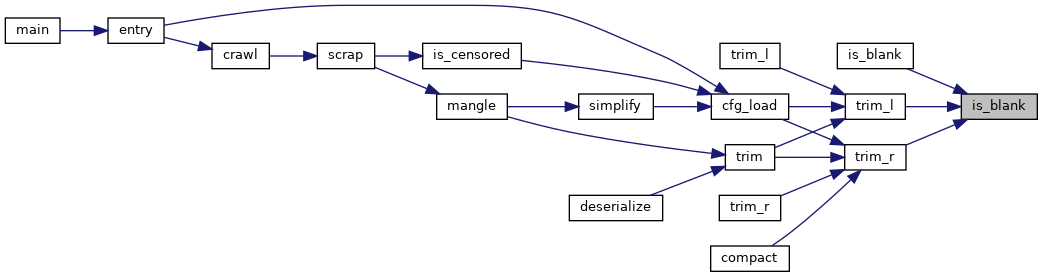 main
entry
crawl
scrap
is_censored
mangle
simplify
deserialize
trim_l
cfg_load
trim
trim_r
compact
is_blank
trim_l
trim_r
is_blank